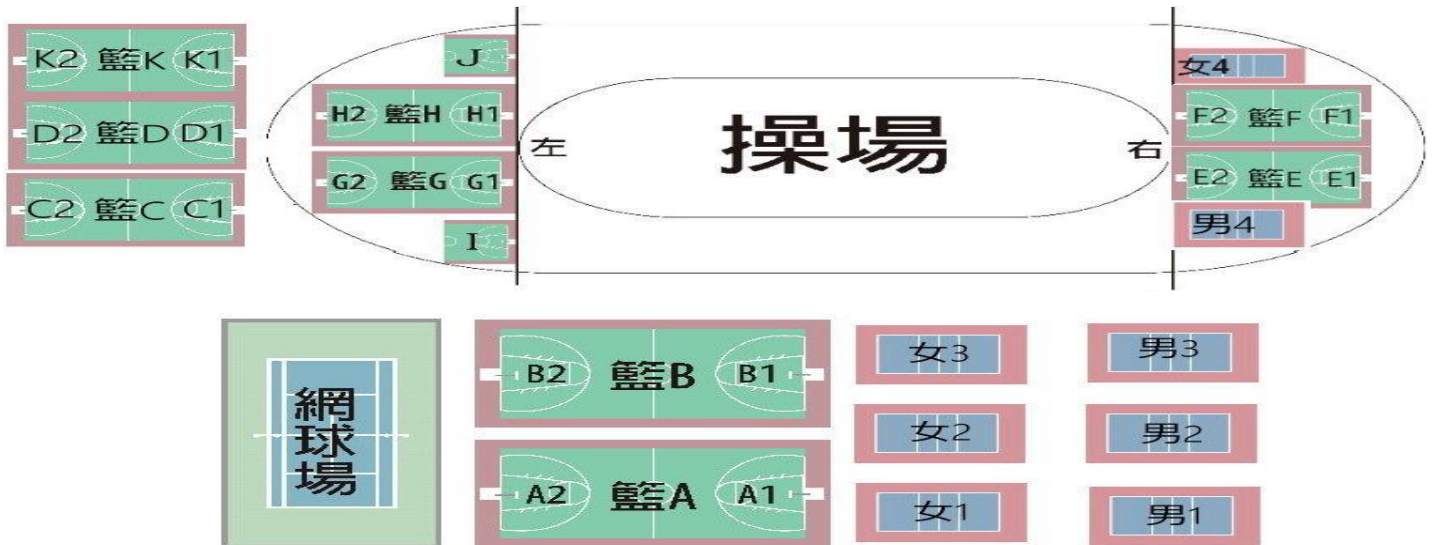 K2 籃K K1
D2 籃D D1
C2 籃C C1
J
H2 籃H H1
G2 籃G G1
I
左
操場
右
女4
F2 籃F F1
E2 籃E E1
男4
網球場
B2 籃B B1
A2 籃A A1
女3
男3
女2
男2
女1
男1